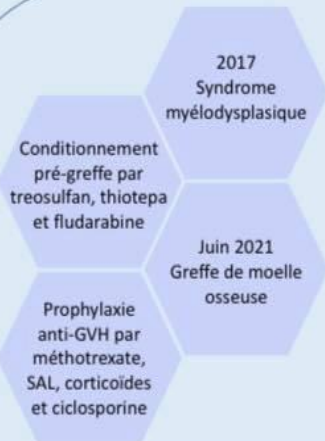 2017
Syndrome
myélodysplasique
Conditionnement
pré-greffe par
treosulfan, thiotepa
et fludarabine
Juin 2021
Greffe de moelle
osseuse
Prophylaxie
anti-GVH par
méthotrexate,
SAL, corticoïdes
et ciclosporine